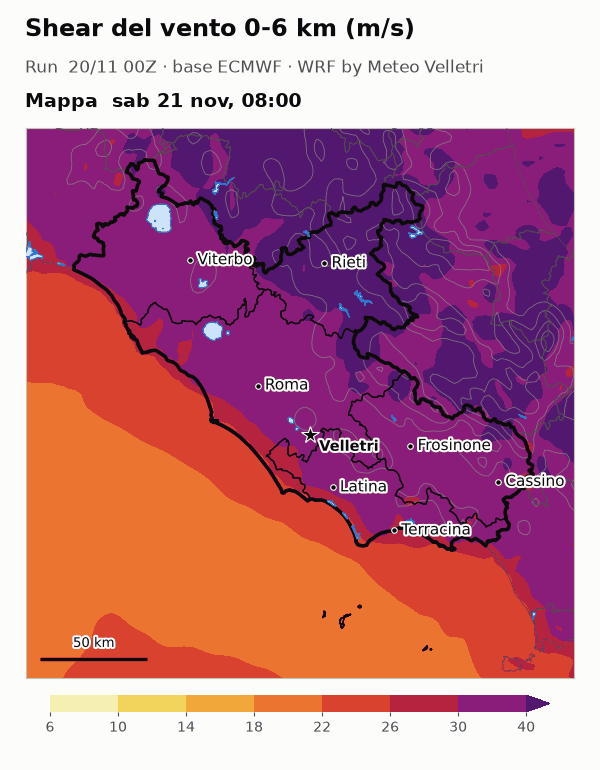 Shear del vento 0-6 km (m/s)
Run  20/11 00Z · base ECMWF · WRF by Meteo Velletri
Mappa  sab 21 nov, 08:00
Viterbo
Rieti
Roma
Velletri
Frosinone
Cassino
Latina
Terracina
50 km
6 10 14 18 22 26 30 40